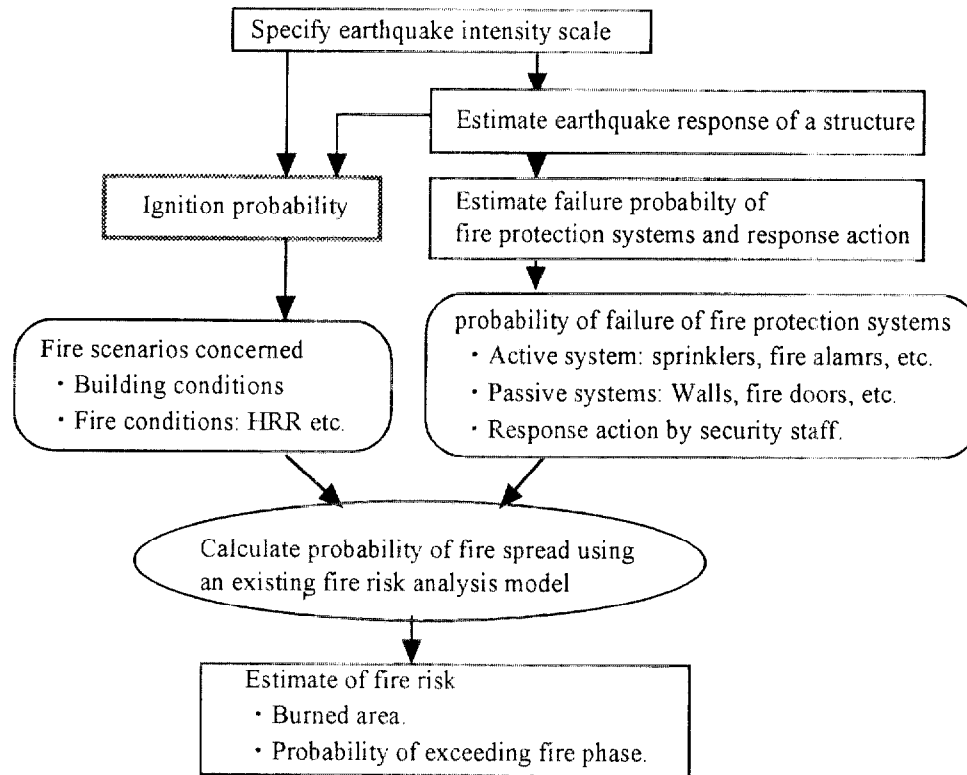 Specify earthquake intensity scale
Estimate earthquake response of a structure
Ignition probability
Estimate failure probabilty of
fire protection systems and response action
Fire scenarios concerned
・Building conditions
・Fire conditions: HRR etc.
probability of failure of fire protection systems
・Active system: sprinklers, fire alamrs, etc.
・Passive systems: Walls, fire doors, etc.
・Response action by security staff.
Calculate probability of fire spread using
an existing fire risk analysis model
Estimate of fire risk
・Burned area.
・Probability of exceeding fire phase.